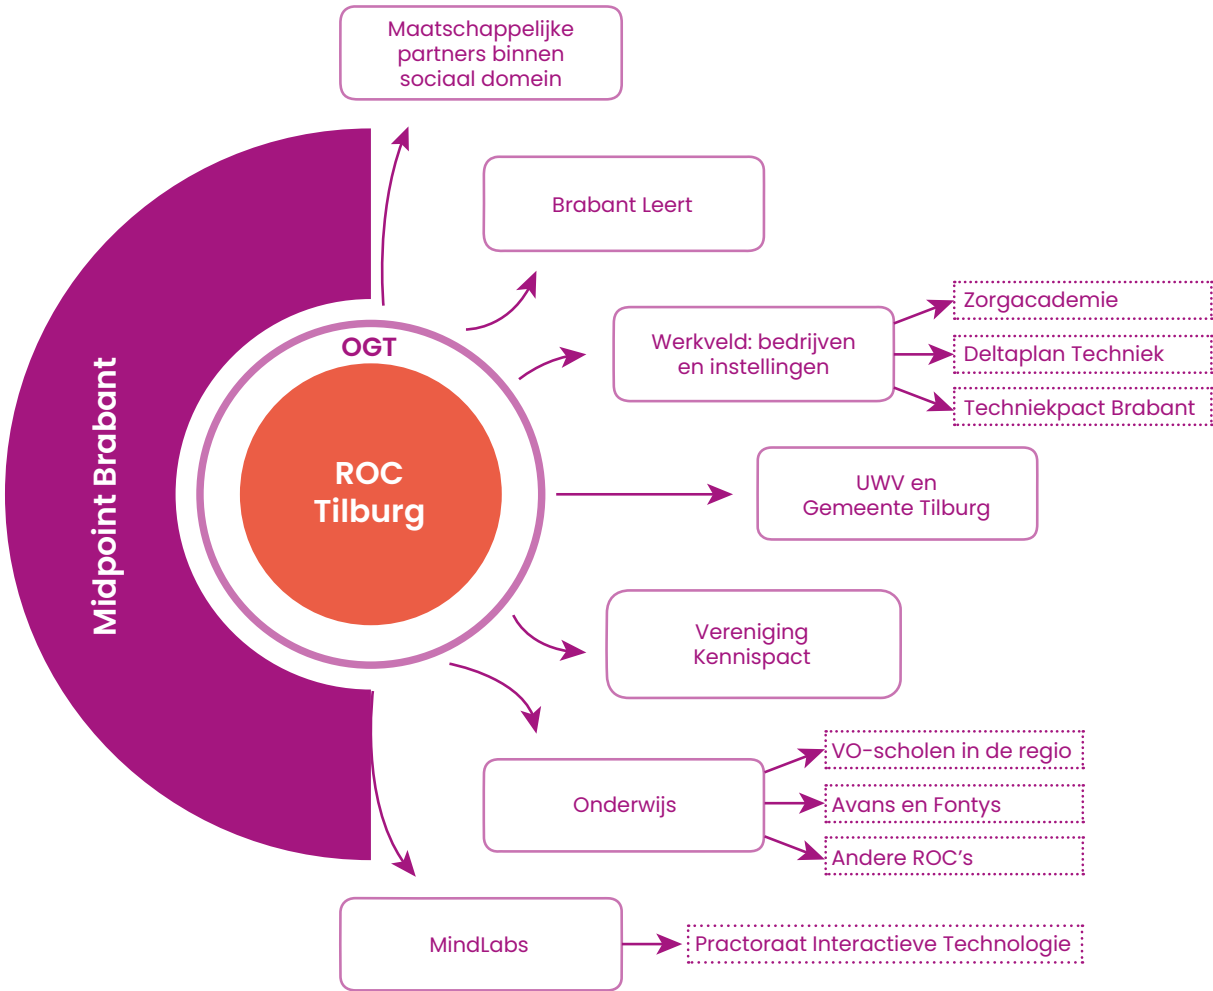 Maatschappelijke
partners binnen
sociaal domein
Brabant Leert
Werkveld: bedrijven
en instellingen
Zorgacademie
Deltaplan Techniek
Techniekpact Brabant
OGT
ROC
Tilburg
Midpoint Brabant
UWV en
Gemeente Tilburg
Vereniging
Kennispact
Onderwijs
VO-scholen in de regio
Avans en Fontys
Andere ROC’s
MindLabs
Practoraat Interactieve Technologie